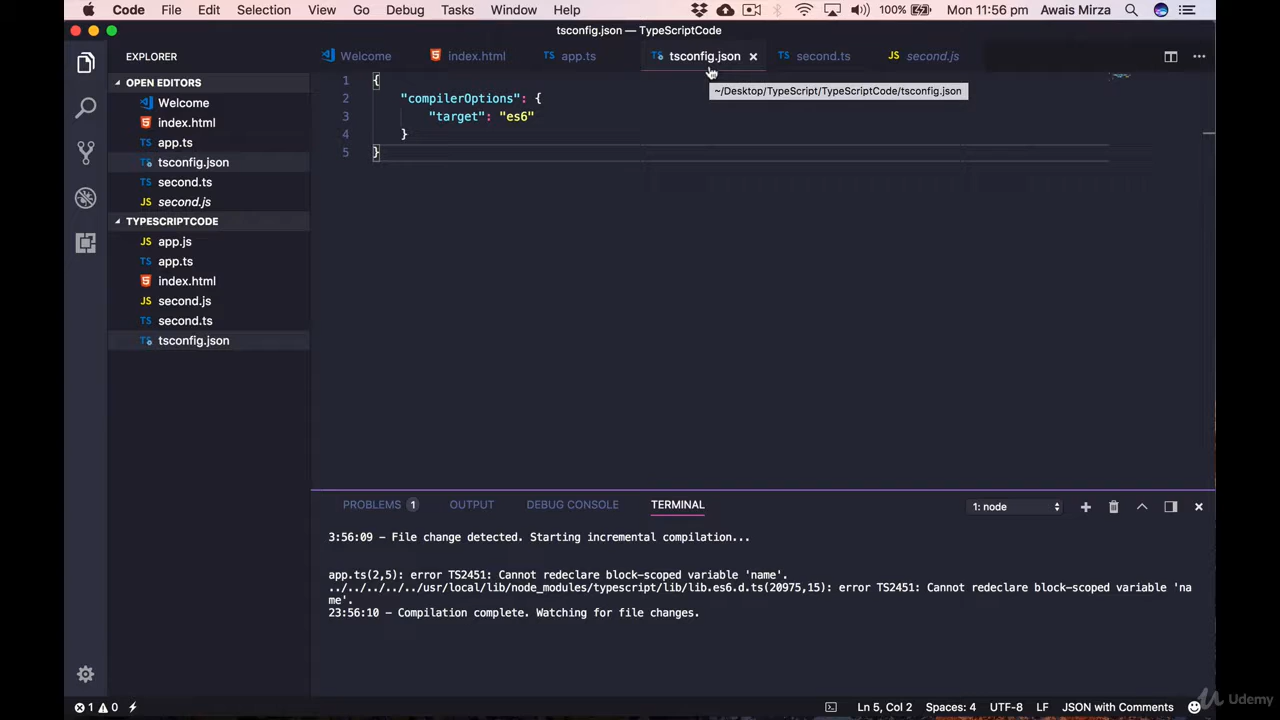 Code File Edit Selection View Go Debug Tasks Window Help 100% Mon 11:56 pm Awais Mirza
tsconfig.json — TypeScriptCode
EXPLORER
Welcome index.html app.ts tsconfig.json second.ts second.js
~/Desktop/TypeScript/TypeScriptCode/tsconfig.json
OPEN EDITORS
Welcome
index.html
app.ts
tsconfig.json
second.ts
second.js
TYPESCRIPTCODE
app.js
app.ts
index.html
second.js
second.ts
tsconfig.json
1 {
2 "compilerOptions": {
3 "target": "es6"
4 }
5 }
PROBLEMS 1 OUTPUT DEBUG CONSOLE TERMINAL 1: node
3:56:09 - File change detected. Starting incremental compilation...
app.ts(2,5): error TS2451: Cannot redeclare block-scoped variable 'name'.
../../../../../usr/local/lib/node_modules/typescript/lib/lib.es6.d.ts(20975,15): error TS2451: Cannot redeclare block-scoped variable 'na
me'.
23:56:10 - Compilation complete. Watching for file changes.
1 0 Ln 5, Col 2 Spaces: 4 UTF-8 LF JSON with Comments
Udemy